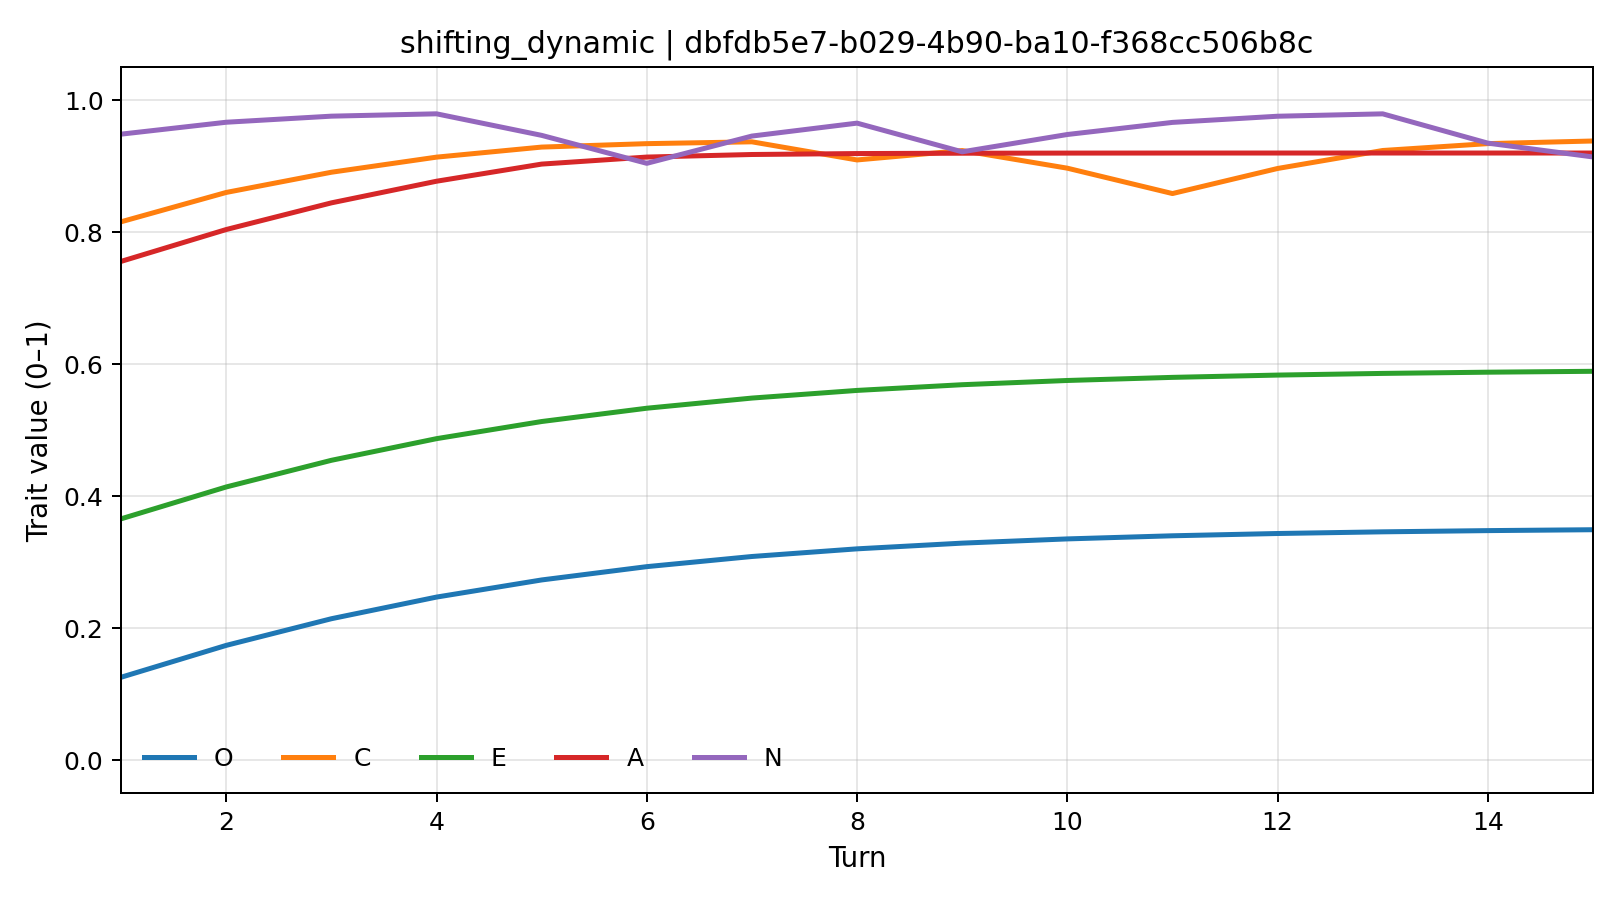 shifting_dynamic | dbfdb5e7-b029-4b90-ba10-f368cc506b8c
Trait value (0–1)
1.0
0.8
0.6
0.4
0.2
0.0
O C E A N
2 4 6 8 10 12 14
Turn